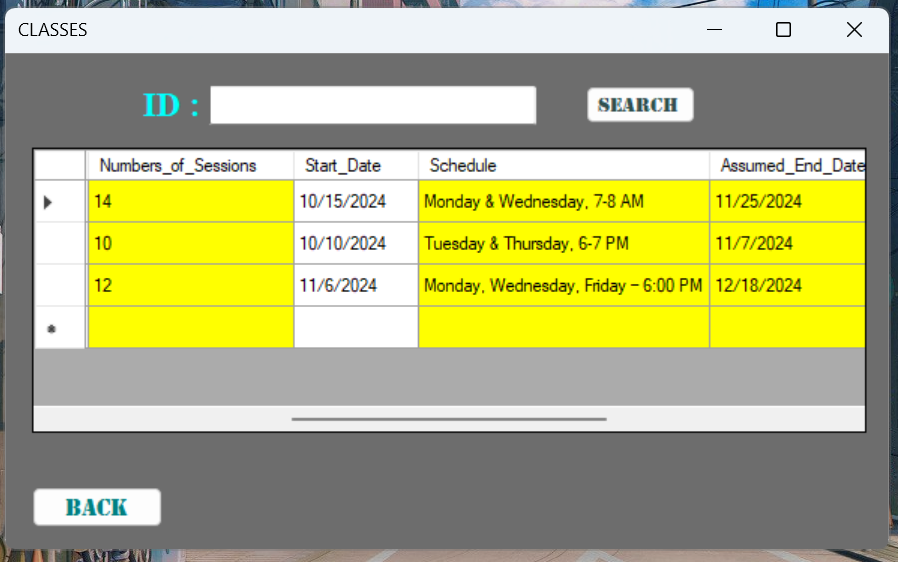 CLASSES
ID :
SEARCH
Numbers_of_Sessions Start_Date Schedule Assumed_End_Date
14 10/15/2024 Monday & Wednesday, 7-8 AM 11/25/2024
10 10/10/2024 Tuesday & Thursday, 6-7 PM 11/7/2024
12 11/6/2024 Monday, Wednesday, Friday – 6:00 PM 12/18/2024
BACK